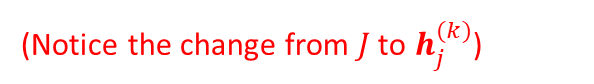 (Notice the change from J to h_j^(k))